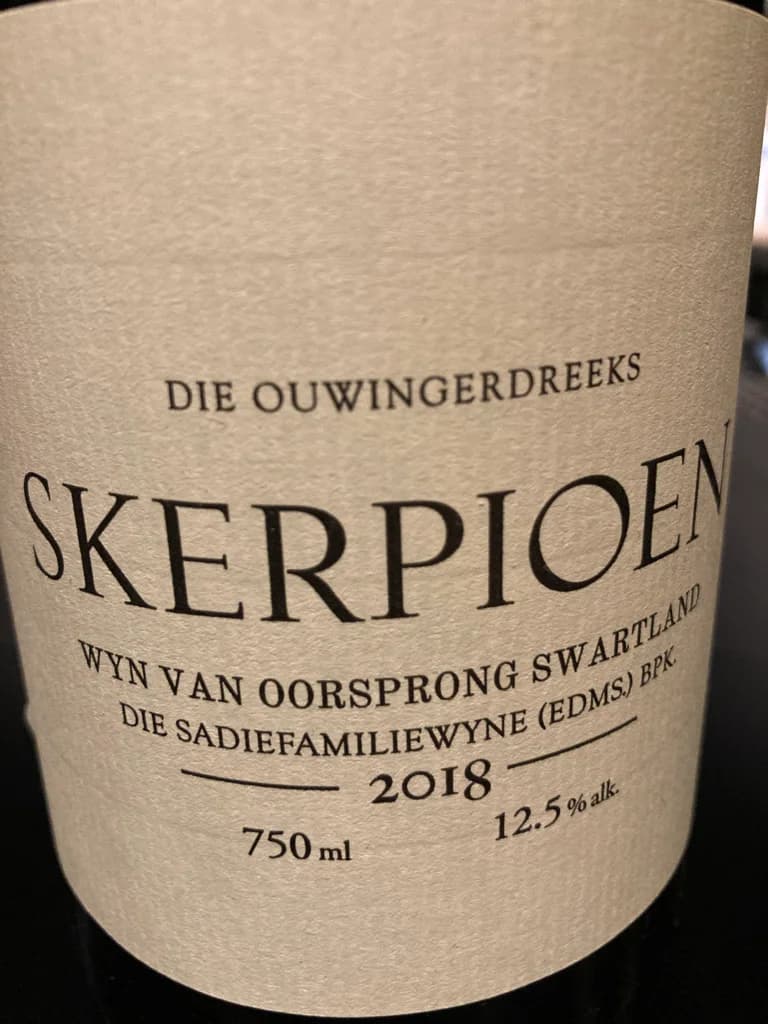 DIE OUWINGERDREEKS
SKERPIOEN
WYN VAN OORSPRONG SWARTLAND
DIE SADIEFAMILIEWYNE (EDMS.) BPK.
2018
750 ml 12.5 % alk.